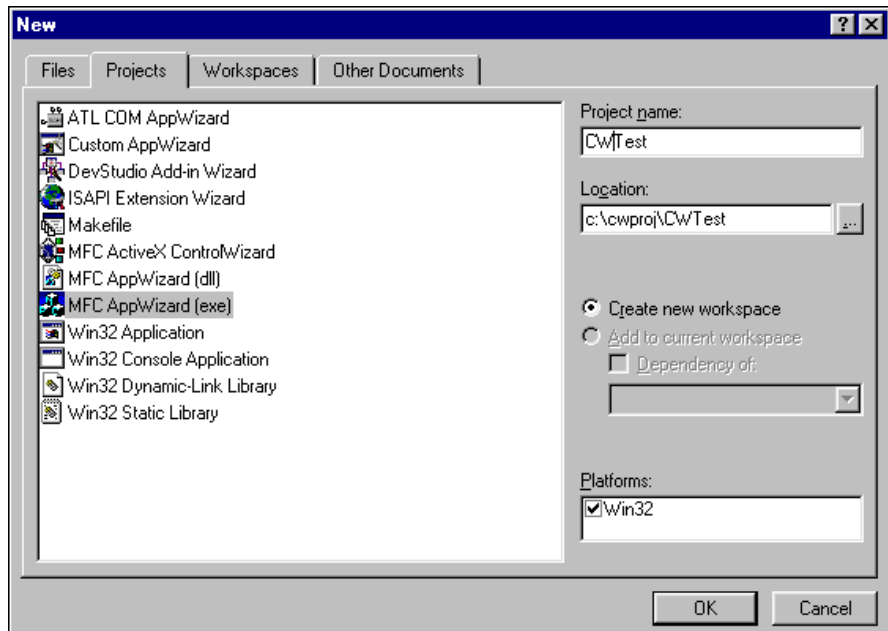 New
Files Projects Workspaces Other Documents
ATL COM AppWizard
Custom AppWizard
DevStudio Add-in Wizard
ISAPI Extension Wizard
Makefile
MFC ActiveX ControlWizard
MFC AppWizard (dll)
MFC AppWizard (exe)
Win32 Application
Win32 Console Application
Win32 Dynamic-Link Library
Win32 Static Library
Project name:
CWTest
Location:
c:\cwproj\CWTest
...
Create new workspace
Add to current workspace
Dependency of:
Platforms:
Win32
OK Cancel